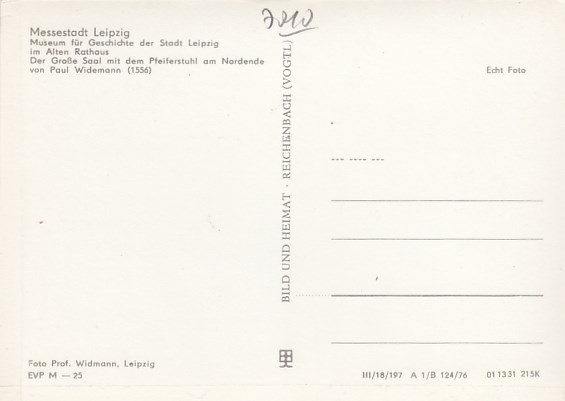 Messestadt Leipzig
Museum für Geschichte der Stadt Leipzig
im Alten Rathaus
Der Große Saal mit dem Pfeiferstuhl am Nordende
von Paul Widemann (1556)
Echt Foto
BILD UND HEIMAT · REICHENBACH (VOGTL)
Foto Prof. Widmann, Leipzig
EVP M — 25
III/18/197 A 1/B 124/76 01 13 31 215K